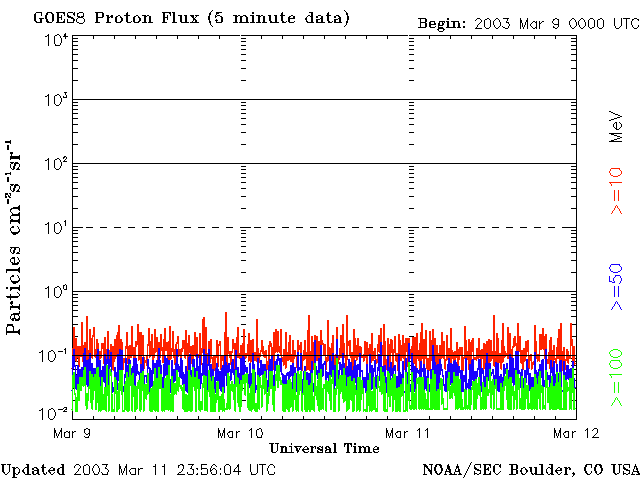 GOES8 Proton Flux (5 minute data)
Begin: 2003 Mar 9 0000 UTC
Particles cm⁻²s⁻¹sr⁻¹
10⁴
10³
10²
10¹
10⁰
10⁻¹
10⁻²
Mar 9 Mar 10 Mar 11 Mar 12
Universal Time
>=10 MeV
>=50
>=100
Updated 2003 Mar 11 23:56:04 UTC
NOAA/SEC Boulder, CO USA